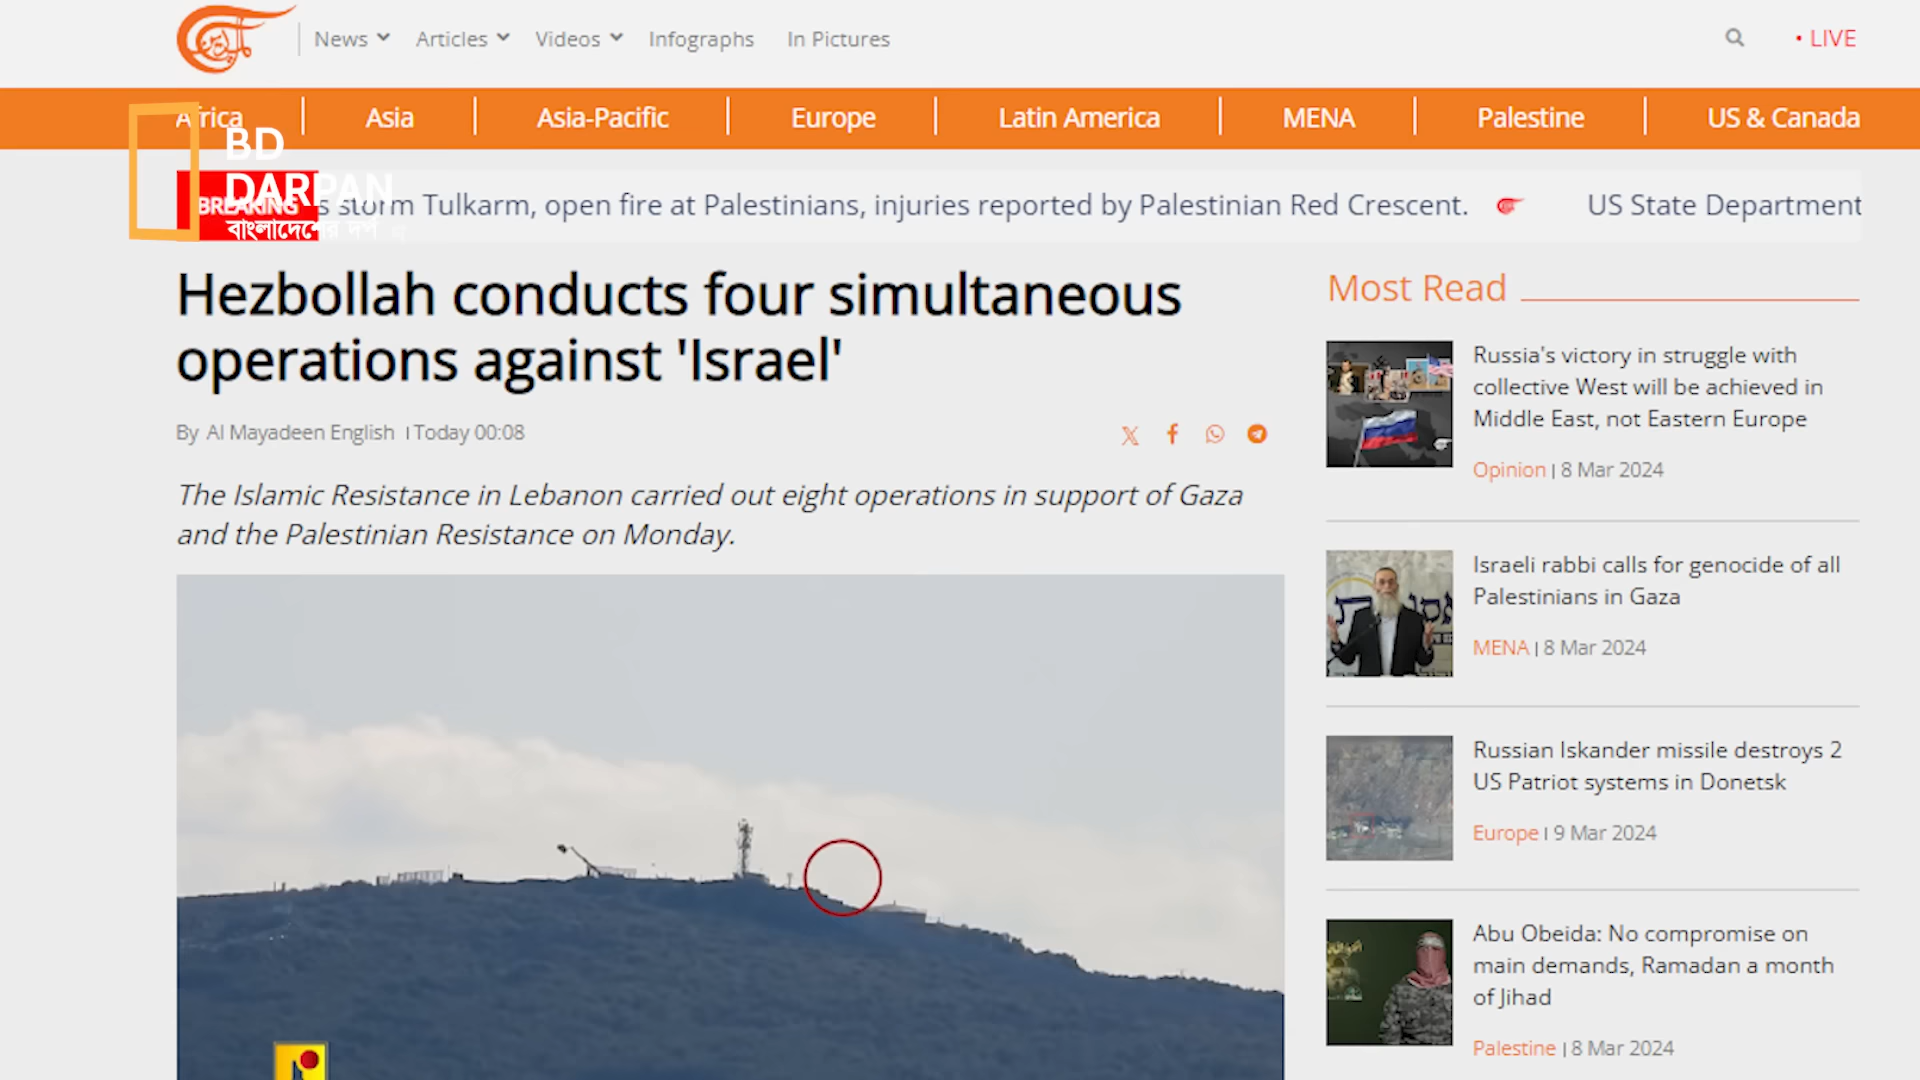 News
Articles
Videos
Infographs
In Pictures
• LIVE
Africa
Asia
Asia-Pacific
Europe
Latin America
MENA
Palestine
US & Canada
BD
DARPAN
বাংলাদেশের
BREAKING
storm Tulkarm, open fire at Palestinians, injuries reported by Palestinian Red Crescent.
US State Department
Hezbollah conducts four simultaneous
operations against 'Israel'
By Al Mayadeen English | Today 00:08
The Islamic Resistance in Lebanon carried out eight operations in support of Gaza
and the Palestinian Resistance on Monday.
Most Read
Russia's victory in struggle with
collective West will be achieved in
Middle East, not Eastern Europe
Opinion | 8 Mar 2024
Israeli rabbi calls for genocide of all
Palestinians in Gaza
MENA | 8 Mar 2024
Russian Iskander missile destroys 2
US Patriot systems in Donetsk
Europe | 9 Mar 2024
Abu Obeida: No compromise on
main demands, Ramadan a month
of Jihad
Palestine | 8 Mar 2024